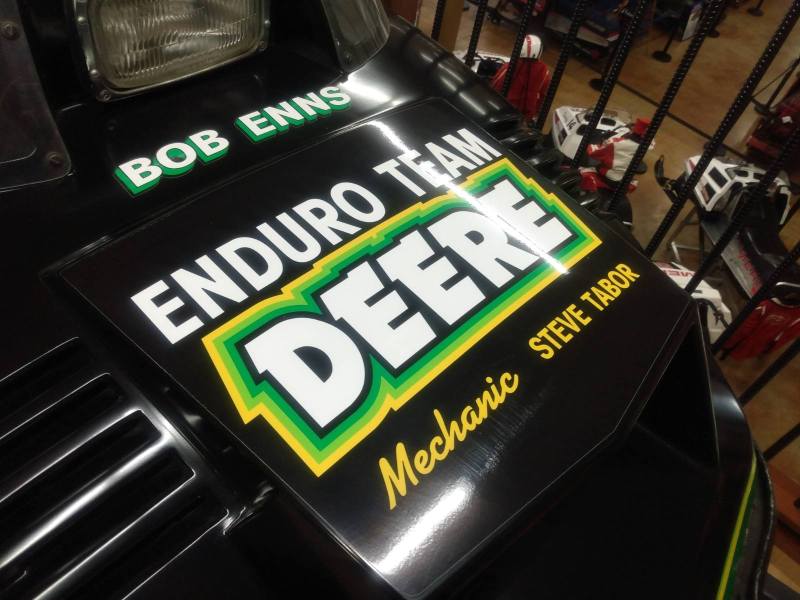 BOB ENNS
ENDURO TEAM
DEERE
Mechanic STEVE TABOR